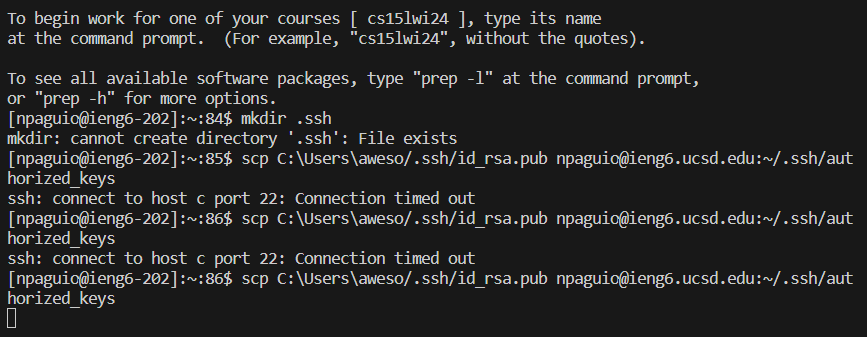 To begin work for one of your courses [ cs15lwi24 ], type its name
at the command prompt.  (For example, "cs15lwi24", without the quotes).

To see all available software packages, type "prep -l" at the command prompt,
or "prep -h" for more options.
[npaguio@ieng6-202]:~:84$ mkdir .ssh
mkdir: cannot create directory '.ssh': File exists
[npaguio@ieng6-202]:~:85$ scp C:\Users\aweso/.ssh/id_rsa.pub npaguio@ieng6.ucsd.edu:~/.ssh/aut
horized_keys
ssh: connect to host c port 22: Connection timed out
[npaguio@ieng6-202]:~:86$ scp C:\Users\aweso/.ssh/id_rsa.pub npaguio@ieng6.ucsd.edu:~/.ssh/aut
horized_keys
ssh: connect to host c port 22: Connection timed out
[npaguio@ieng6-202]:~:86$ scp C:\Users\aweso/.ssh/id_rsa.pub npaguio@ieng6.ucsd.edu:~/.ssh/aut
horized_keys